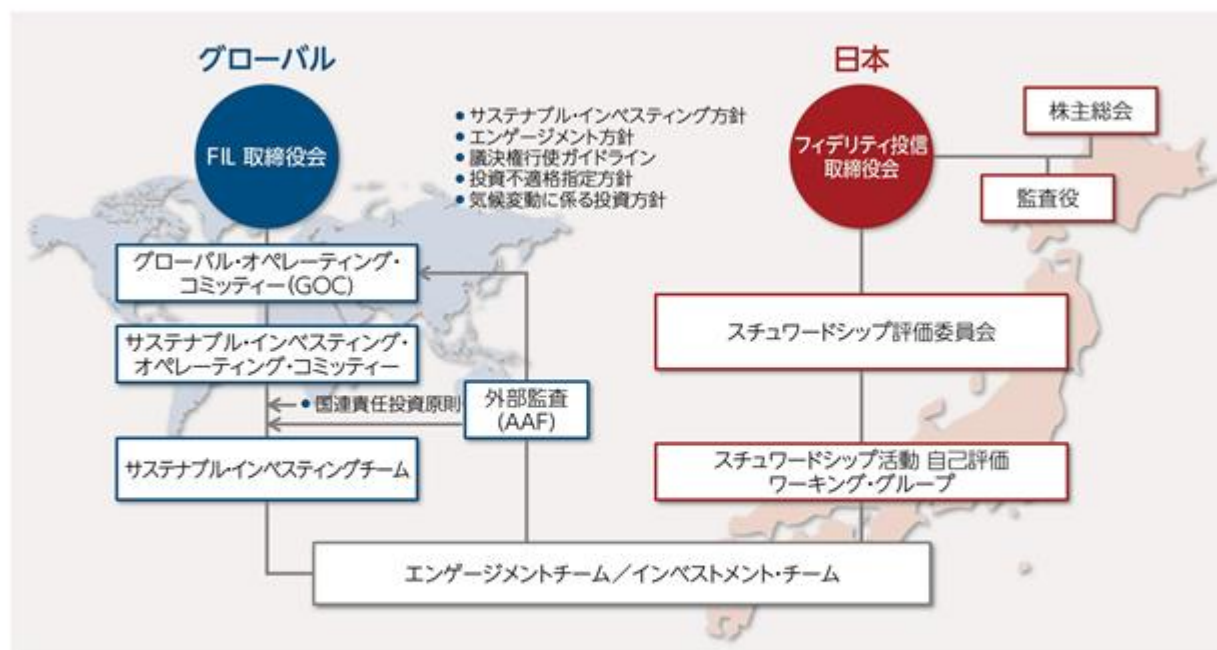 グローバル
FIL 取締役会
グローバル・オペレーティング・
コミッティー(GOC)
サステナブル・インベスティング・
オペレーティング・コミッティー
●国連責任投資原則
外部監査
(AAF)
サステナブル・インベスティングチーム
●サステナブル・インベスティング方針
●エンゲージメント方針
●議決権行使ガイドライン
●投資不適格指定方針
●気候変動に係る投資方針
日本
フィデリティ投信
取締役会
株主総会
監査役
スチュワードシップ評価委員会
スチュワードシップ活動 自己評価
ワーキング・グループ
エンゲージメントチーム／インベストメント・チーム